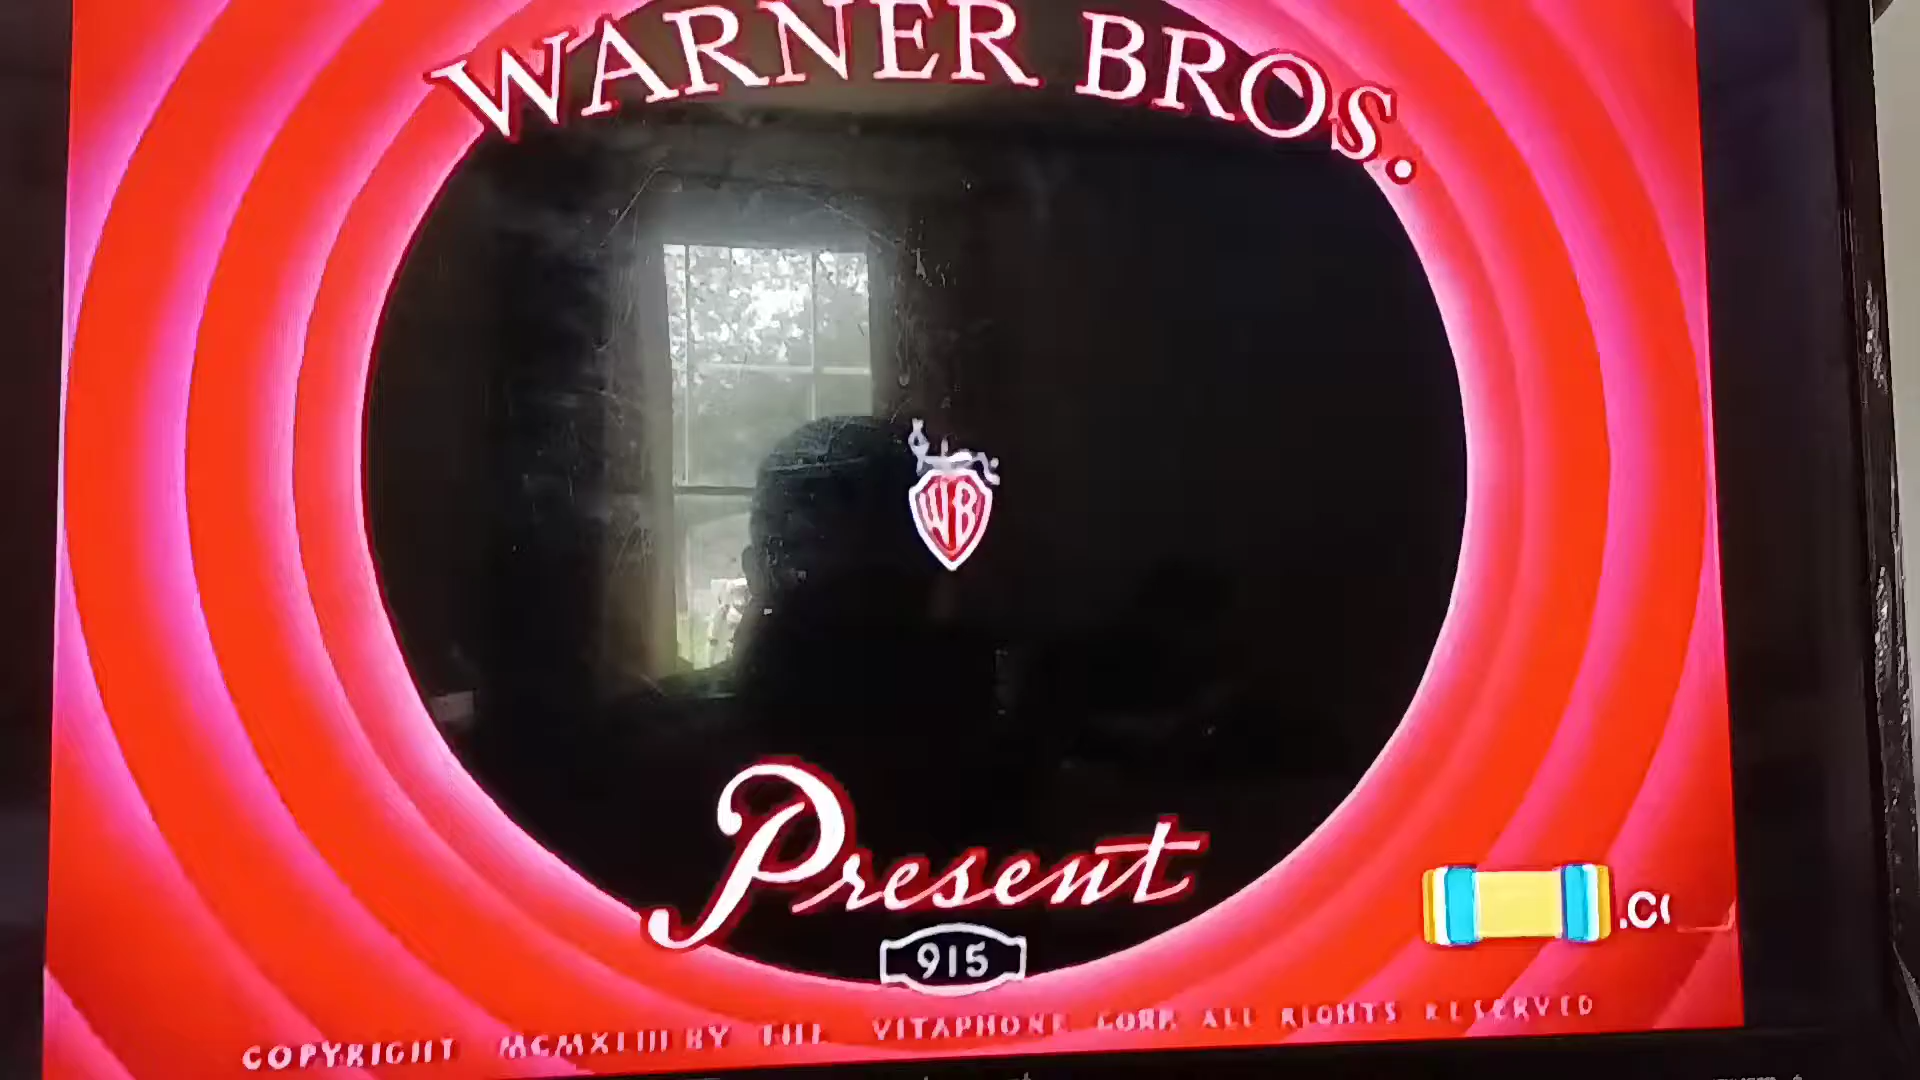 WARNER BROS.
WB
Present
915
.C
COPYRIGHT MCMXLIII BY THE VITAPHONE CORP. ALL RIGHTS RESERVED